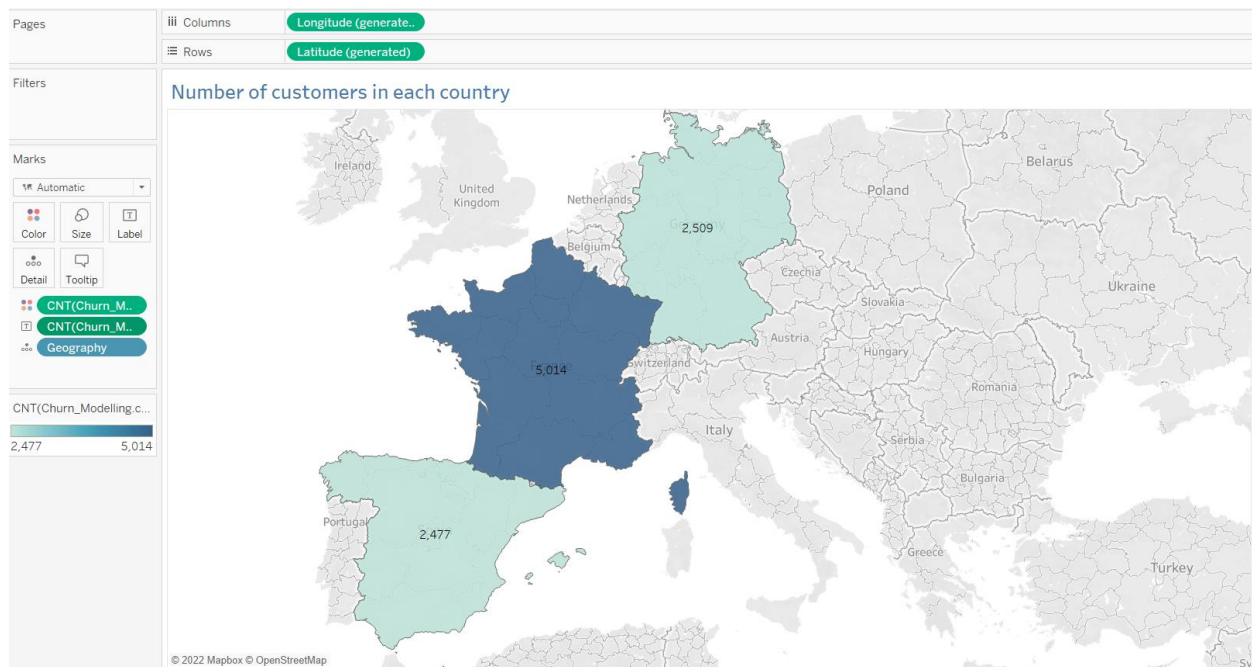 Pages
iii Columns
Longitude (generate..
Rows
Latitude (generated)
Filters
Number of customers in each country
Marks
Automatic
Color
Size
Label
Detail
Tooltip
CNT(Churn_M..
CNT(Churn_M..
Geography
CNT(Churn_Modelling.c...
2,477
5,014
Ireland
United
Kingdom
Netherlands
Belgium
Germany
2,509
Poland
Belarus
Czechia
Slovakia
Ukraine
Austria
Hungary
Switzerland
France
5,014
Romania
Italy
Serbia
Bulgaria
Portugal
2,477
Greece
Turkey
© 2022 Mapbox © OpenStreetMap